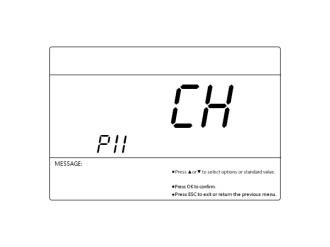 CH
P11
MESSAGE:
•Press ▲or▼ to select options or standard value.
•Press OK to confirm.
•Press ESC to exit or return the previous menu.